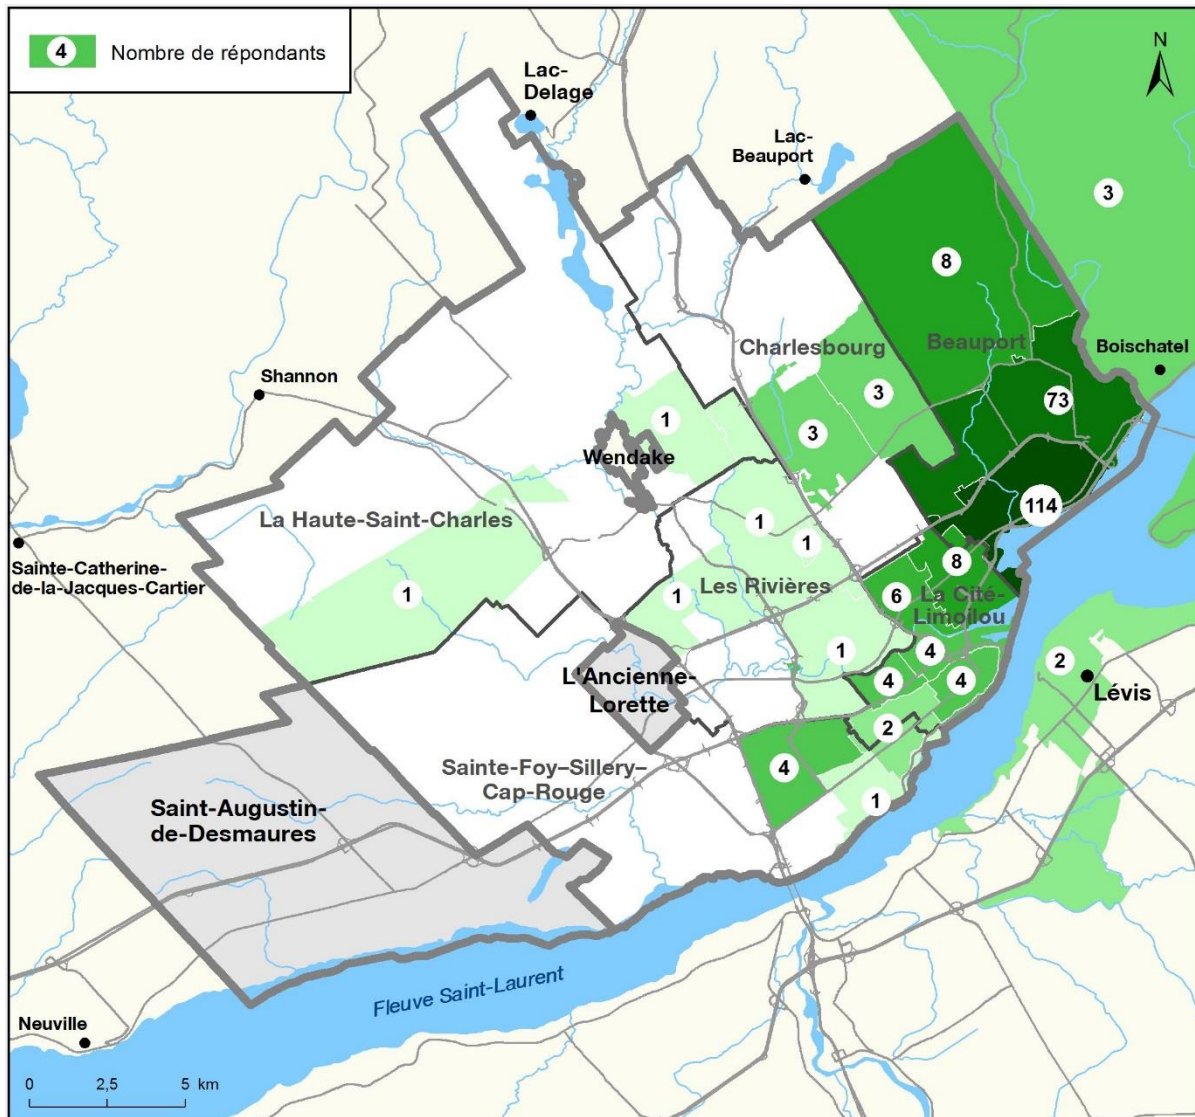 4 Nombre de répondants
N
Lac-
Delage
Lac-
Beauport
3
8
Charlesbourg
Beauport
Boischatel
Shannon
3
73
1
3
Wendake
114
La Haute-Saint-Charles
1
1
Sainte-Catherine-
de-la-Jacques-Cartier
8
Les Rivières
1
1
6
La Cité-
Limoilou
1
4
2
L'Ancienne-
Lorette
4
4
Lévis
2
Sainte-Foy–Sillery–
Cap-Rouge
4
1
Saint-Augustin-
de-Desmaures
Fleuve Saint-Laurent
Neuville
0 2,5 5 km